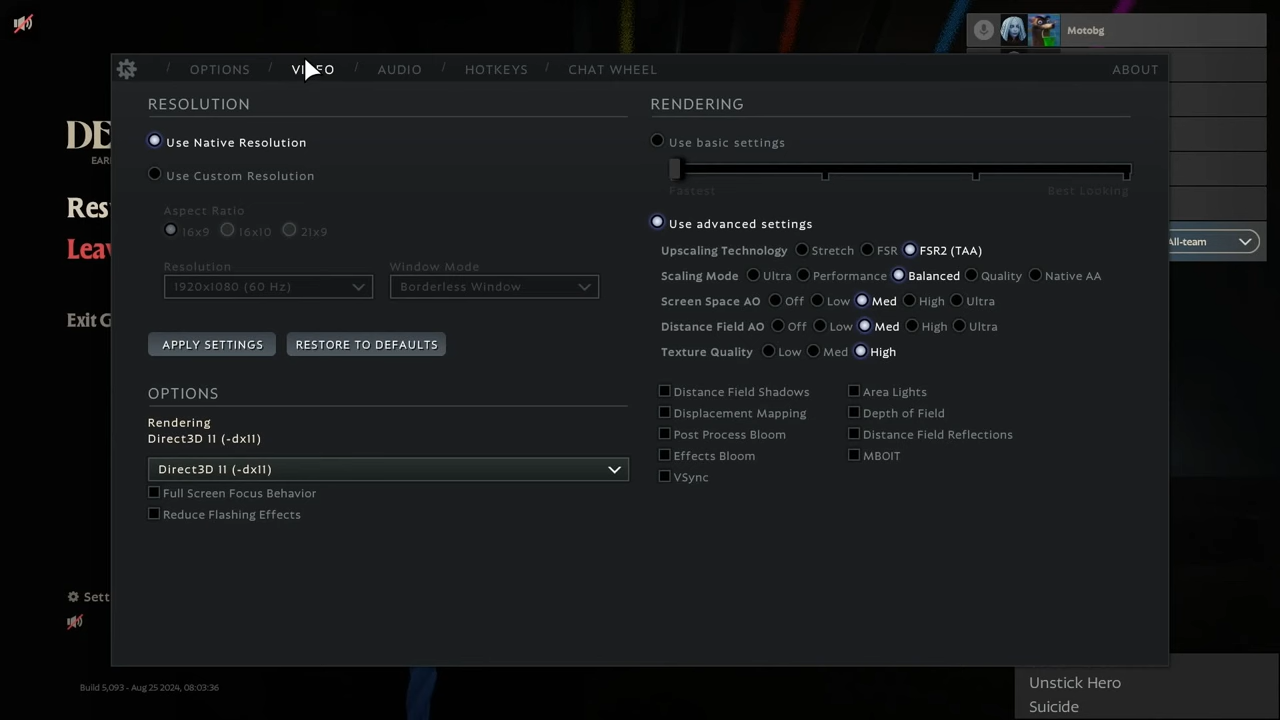 Motobg
OPTIONS
VIDEO
AUDIO
HOTKEYS
CHAT WHEEL
ABOUT
RESOLUTION
Use Native Resolution
Use Custom Resolution
Aspect Ratio
16x9 16x10 21x9
Resolution
1920x1080 (60 Hz)
Window Mode
Borderless Window
APPLY SETTINGS
RESTORE TO DEFAULTS
OPTIONS
Rendering
Direct3D 11 (-dx11)
Direct3D 11 (-dx11)
Full Screen Focus Behavior
Reduce Flashing Effects
RENDERING
Use basic settings
Fastest
Best Looking
Use advanced settings
Upscaling Technology Stretch FSR FSR2 (TAA)
Scaling Mode Ultra Performance Balanced Quality Native AA
Screen Space AO Off Low Med High Ultra
Distance Field AO Off Low Med High Ultra
Texture Quality Low Med High
Distance Field Shadows
Displacement Mapping
Post Process Bloom
Effects Bloom
VSync
Area Lights
Depth of Field
Distance Field Reflections
MBOIT
DE
EAR
Res
Leav
Exit G
Sett
All-team
Build 5,093 - Aug 25 2024, 08:03:36
Unstick Hero
Suicide